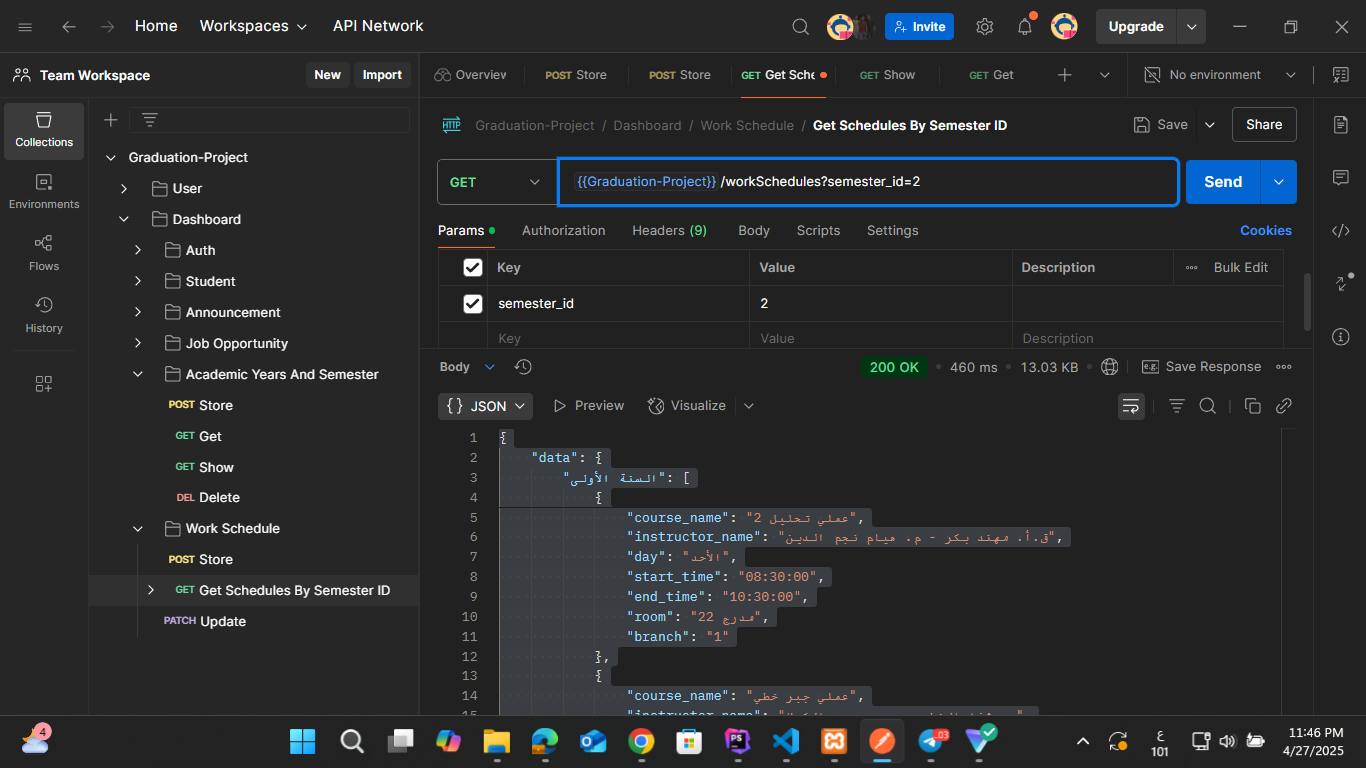 Home
Workspaces
API Network
Invite
Upgrade
Team Workspace
New
Import
Overview
POST Store
POST Store
GET Get Sche
GET Show
GET Get
No environment
Collections
Environments
Flows
History
Graduation-Project
User
Dashboard
Auth
Student
Announcement
Job Opportunity
Academic Years And Semester
POST Store
GET Get
GET Show
DEL Delete
Work Schedule
POST Store
GET Get Schedules By Semester ID
PATCH Update
HTTP
Graduation-Project / Dashboard / Work Schedule / Get Schedules By Semester ID
Save
Share
GET
{{Graduation-Project}} /workSchedules?semester_id=2
Send
Params
Authorization
Headers (9)
Body
Scripts
Settings
Cookies
Key
Value
Description
Bulk Edit
semester_id
2
Key
Value
Description
Body
200 OK
460 ms
13.03 KB
e.g.
Save Response
{} JSON
Preview
Visualize
1 {
2 "data": {
3 "السنة الأولى": [
4 {
5 "course_name": "عملي تحليل 2",
6 "instructor_name": "ق.أ. مهند بكر - م. هيام نجم الدين",
7 "day": "الأحد",
8 "start_time": "08:30:00",
9 "end_time": "10:30:00",
10 "room": "مدرج 22",
11 "branch": "1"
12 },
13 {
14 "course_name": "عملي جبر خطي",
4
PS
03
ع
101
11:46 PM
4/27/2025